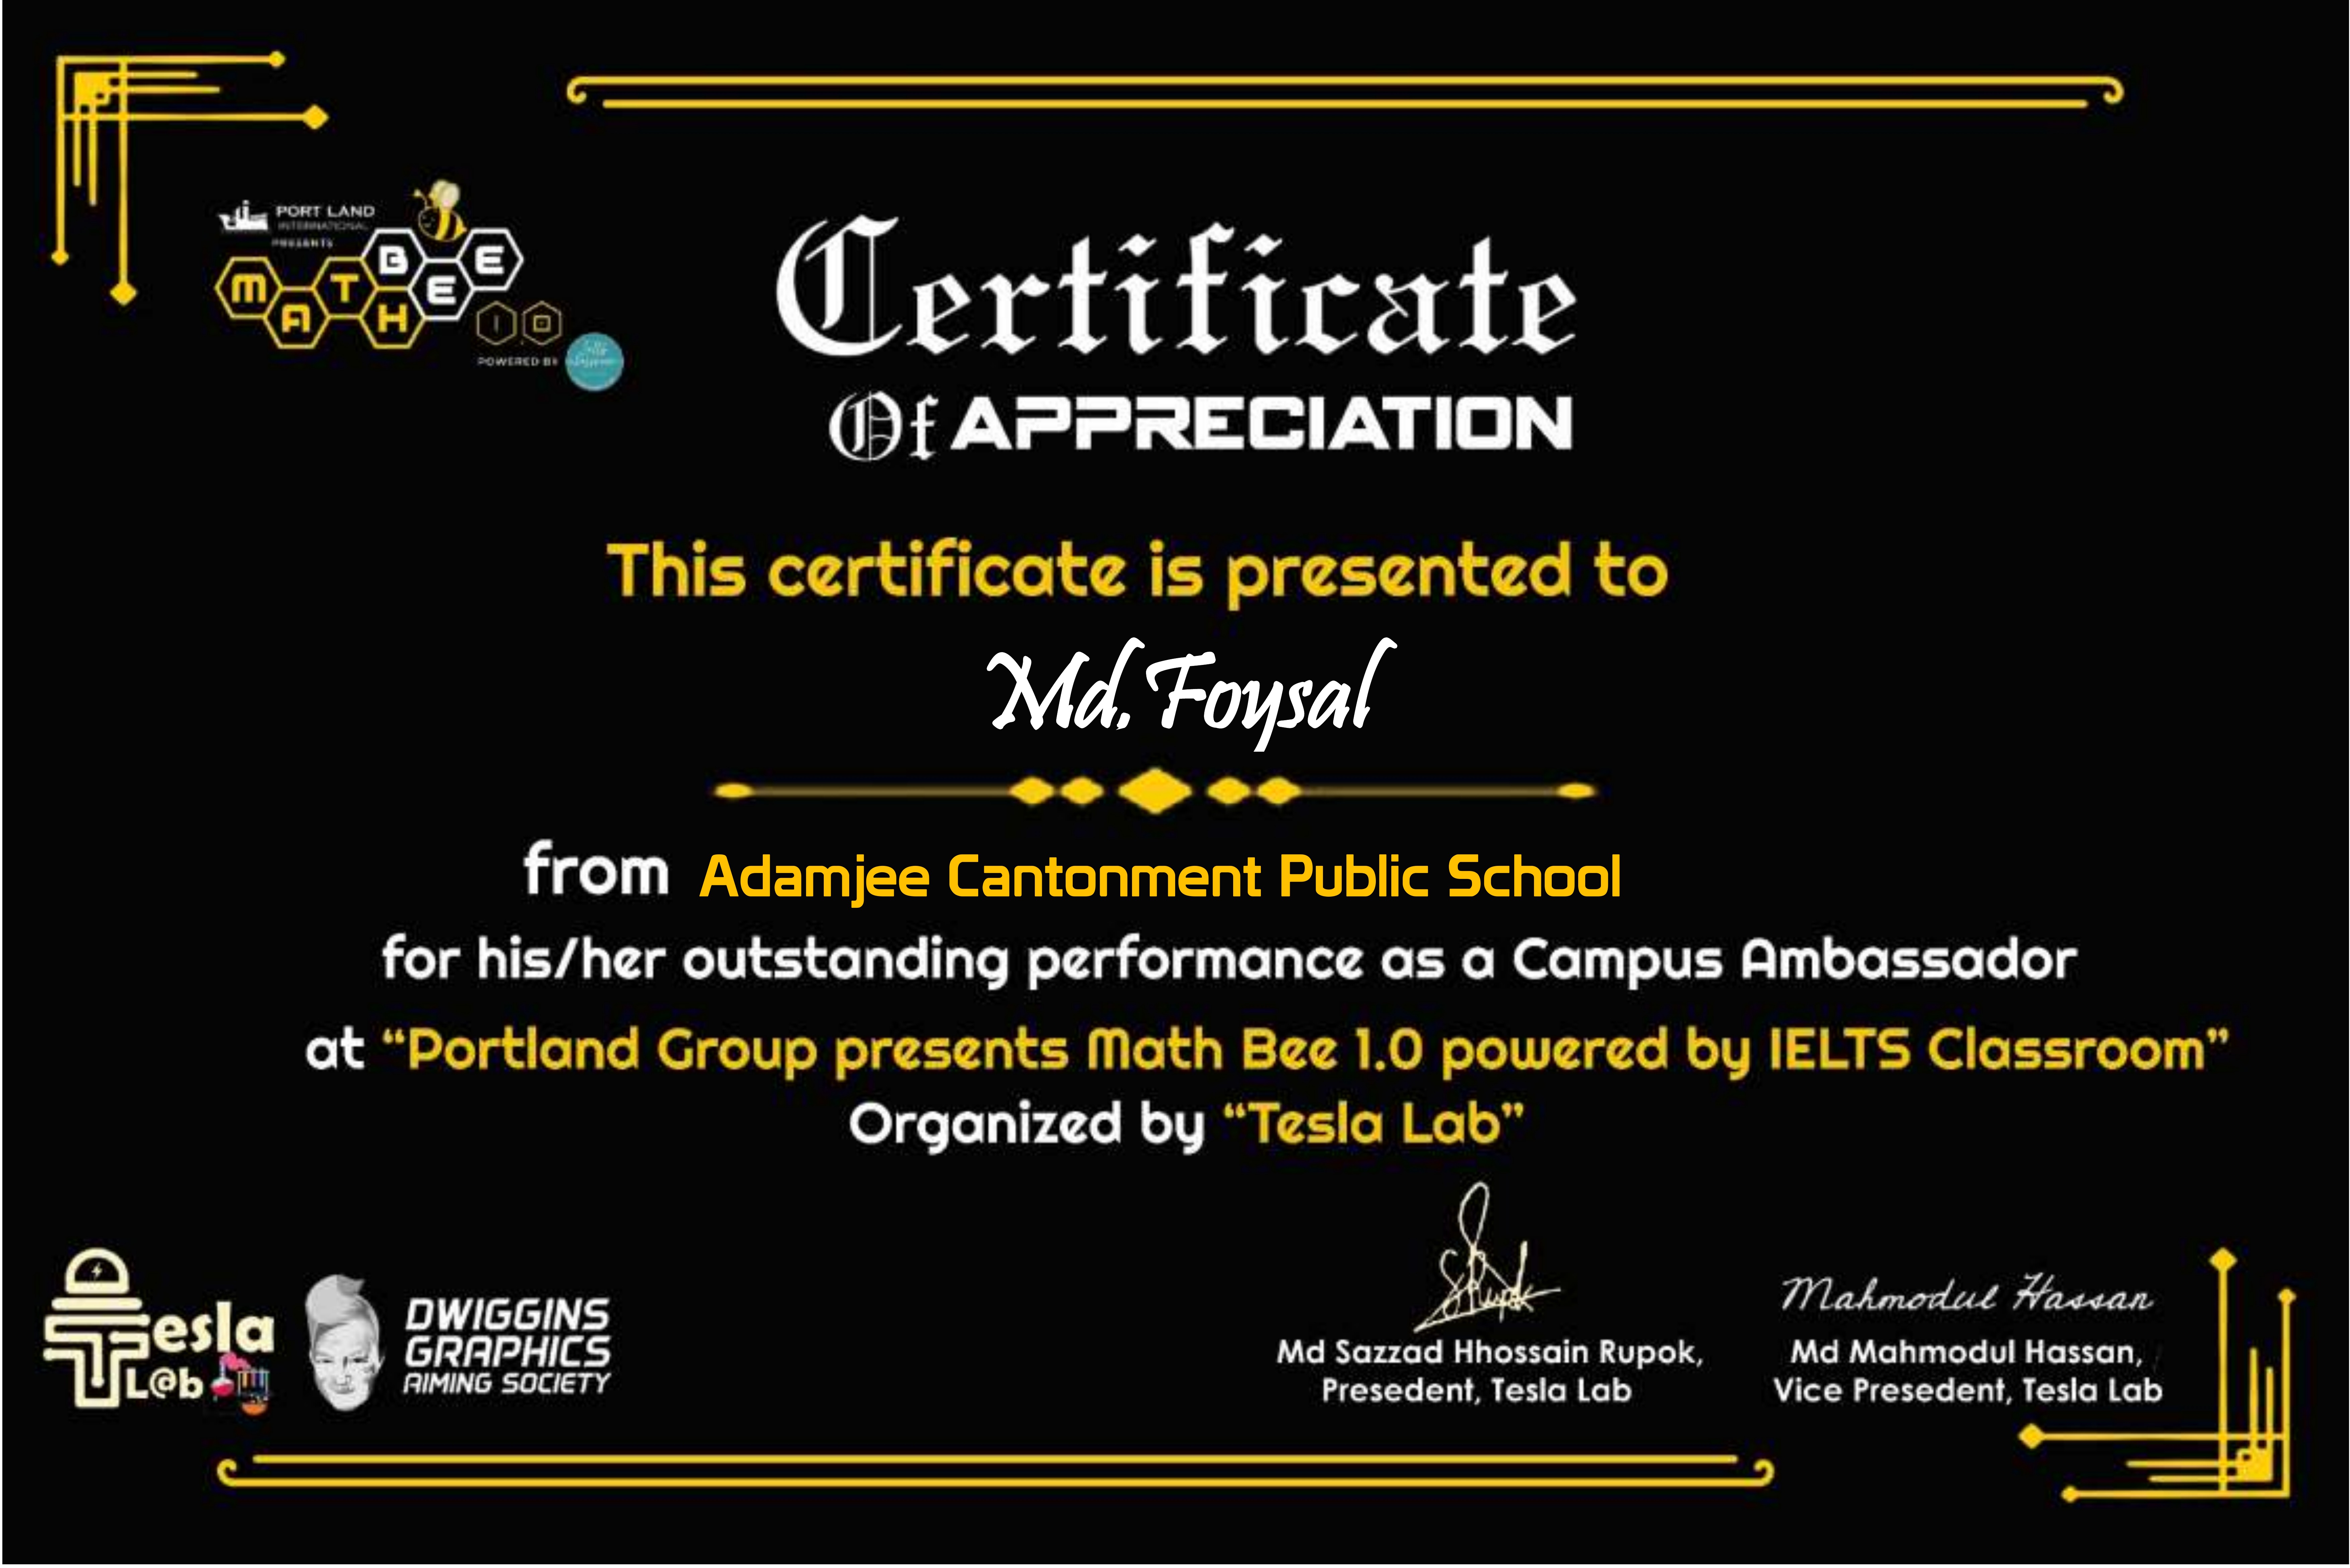 PORT LAND
INTERNATIONAL
PRESENTS
MATH BEE
1.0
POWERED BY
Certificate
Of APPRECIATION
This certificate is presented to
Md. Foysal
from Adamjee Cantonment Public School
for his/her outstanding performance as a Campus Ambassador
at “Portland Group presents Math Bee 1.0 powered by IELTS Classroom”
Organized by “Tesla Lab”
Tesla
L@b
DWIGGINS
GRAPHICS
AIMING SOCIETY
Mahmodul Hassan
Md Sazzad Hhossain Rupok,
Presedent, Tesla Lab
Md Mahmodul Hassan,
Vice Presedent, Tesla Lab